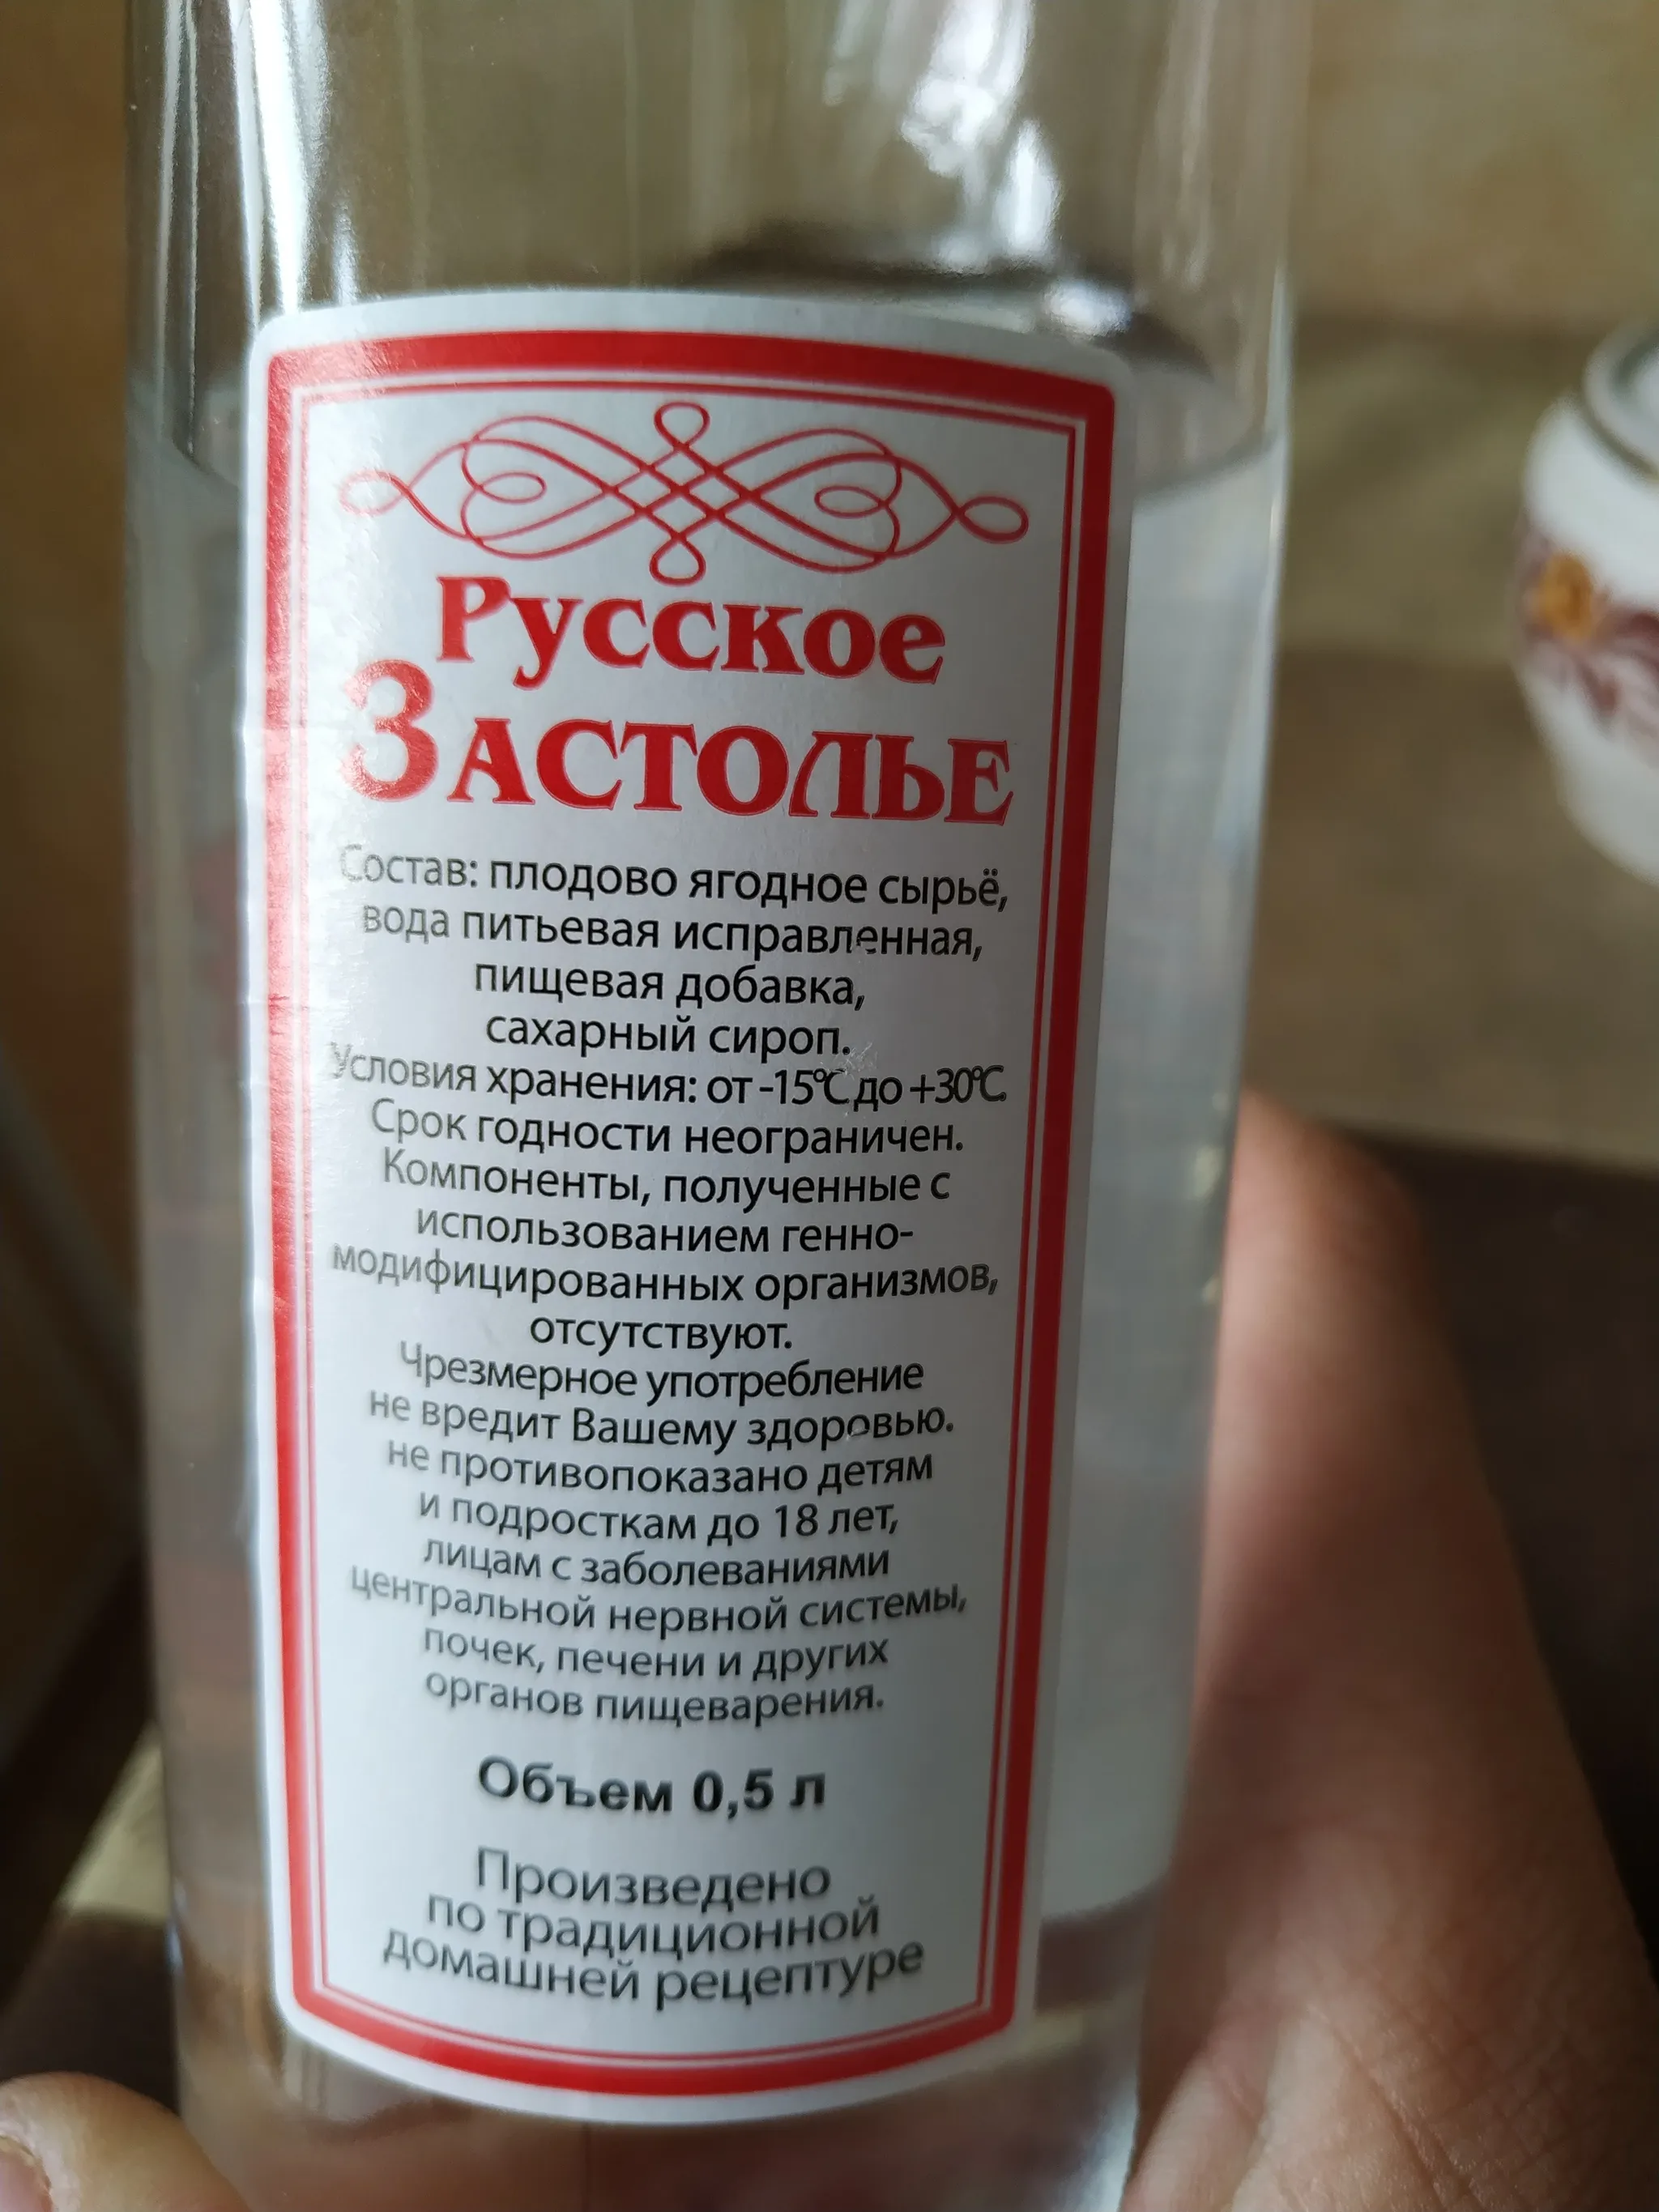 Русское
Застолье
Состав: плодово ягодное сырьё,
вода питьевая исправленная,
пищевая добавка,
сахарный сироп.
Условия хранения: от -15℃ до +30℃.
Срок годности неограничен.
Компоненты, полученные с
использованием генно-
модифицированных организмов,
отсутствуют.
Чрезмерное употребление
не вредит Вашему здоровью.
не противопоказано детям
и подросткам до 18 лет,
лицам с заболеваниями
центральной нервной системы,
почек, печени и других
органов пищеварения.
Объем 0,5 л
Произведено
по традиционной
домашней рецептуре